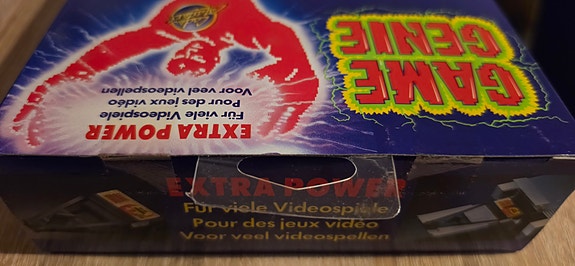 GAME
GENIE
EXTRA POWER
Für viele Videospiele
Pour des jeux vidéo
Voor veel videospellen
EXTRA POWER
Für viele Videospiele
Pour des jeux vidéo
Voor veel videospellen